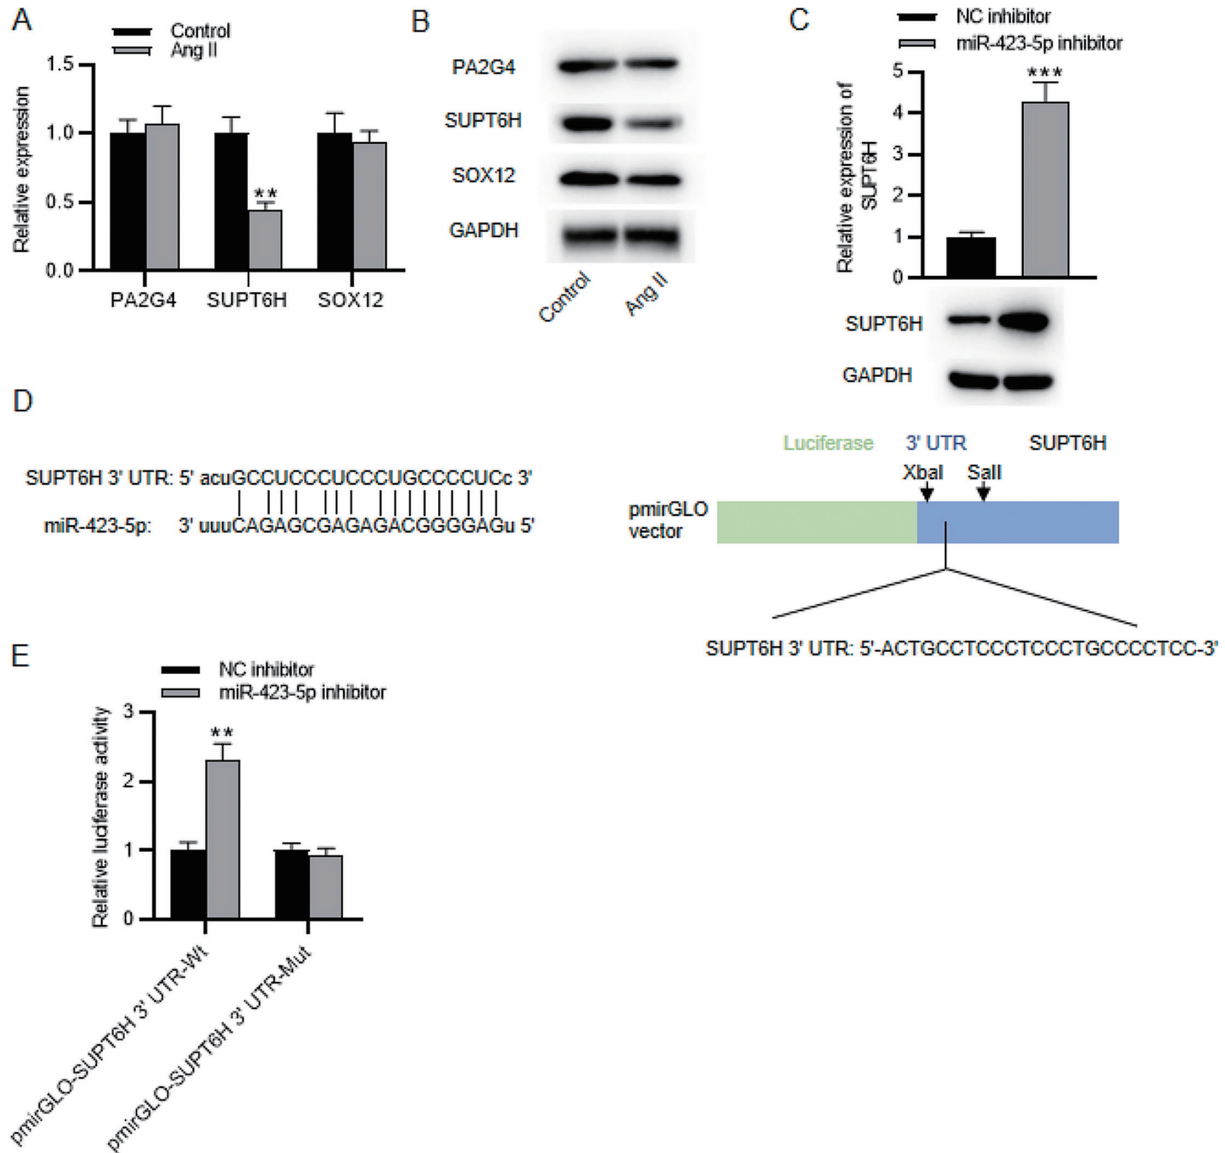 A
Control
Ang II
Relative expression
1.5
1.0
0.5
0.0
**
PA2G4
SUPT6H
SOX12
B
PA2G4
SUPT6H
SOX12
GAPDH
Control
Ang II
C
NC inhibitor
miR-423-5p inhibitor
Relative expression of
SUPT6H
5
4
3
2
1
0
***
SUPT6H
GAPDH
D
SUPT6H 3' UTR: 5' acuGCCUCCCUCCCUGCCCCUCc 3'
miR-423-5p: 3' uuuCAGAGCGAGAGACGGGGAGu 5'
Luciferase
3' UTR
SUPT6H
XbaI
SalI
pmirGLO
vector
SUPT6H 3' UTR: 5'-ACTGCCTCCCTCCCTGCCCCTCC-3'
E
NC inhibitor
miR-423-5p inhibitor
Relative luciferase activity
3
2
1
0
**
pmirGLO-SUPT6H 3' UTR-Wt
pmirGLO-SUPT6H 3' UTR-Mut